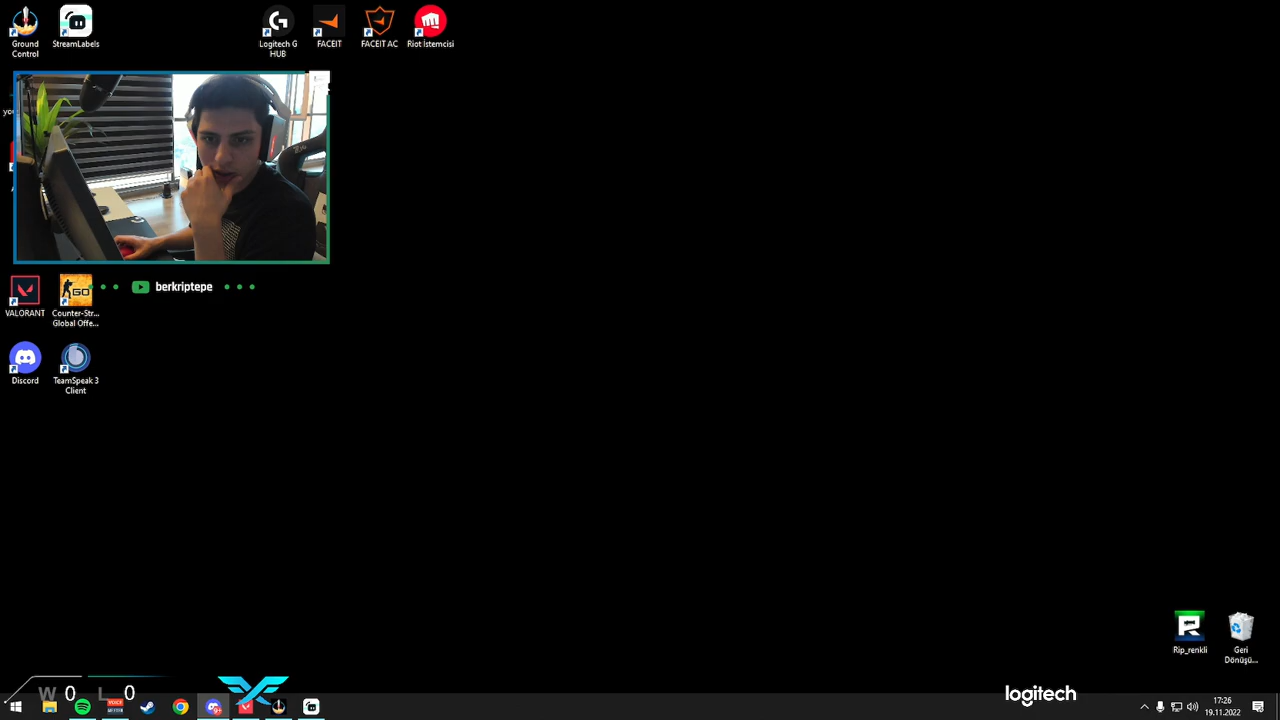 Ground
Control
StreamLabels
Logitech G
HUB
FACEIT
FACEIT AC
Riot İstemcisi
berkriptepe
VALORANT
Counter-Str...
Global Offe...
Discord
TeamSpeak 3
Client
Rip_renkli
Geri
Dönüşü...
W 0 L 0
logitech
17:26
19.11.2022